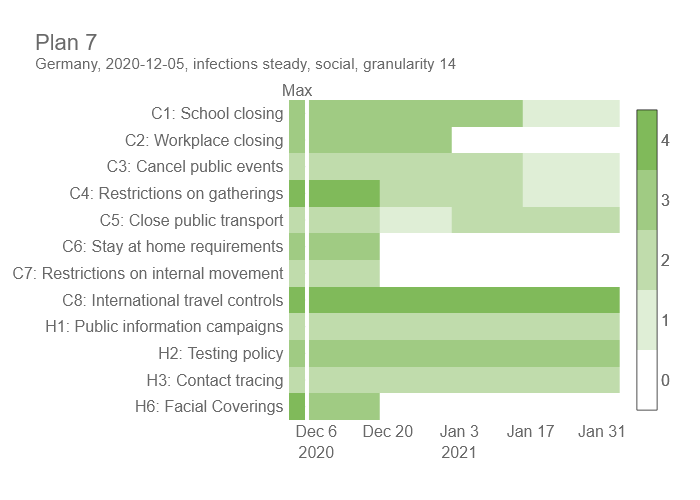 Plan 7
Germany, 2020-12-05, infections steady, social, granularity 14
Max
C1: School closing
C2: Workplace closing
C3: Cancel public events
C4: Restrictions on gatherings
C5: Close public transport
C6: Stay at home requirements
C7: Restrictions on internal movement
C8: International travel controls
H1: Public information campaigns
H2: Testing policy
H3: Contact tracing
H6: Facial Coverings
4
3
2
1
0
Dec 6 Dec 20 Jan 3 Jan 17 Jan 31
2020 2021